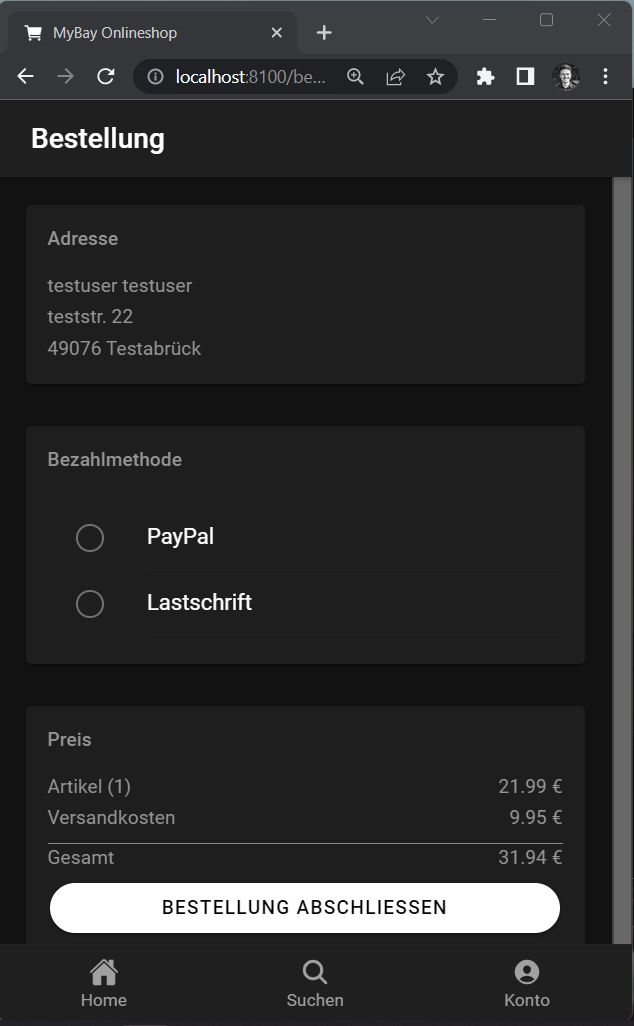 MyBay Onlineshop
localhost:8100/be...
Bestellung
Adresse
testuser testuser
teststr. 22
49076 Testabrück
Bezahlmethode
PayPal
Lastschrift
Preis
Artikel (1) 21.99 €
Versandkosten 9.95 €
Gesamt 31.94 €
BESTELLUNG ABSCHLIESSEN
Home Suchen Konto